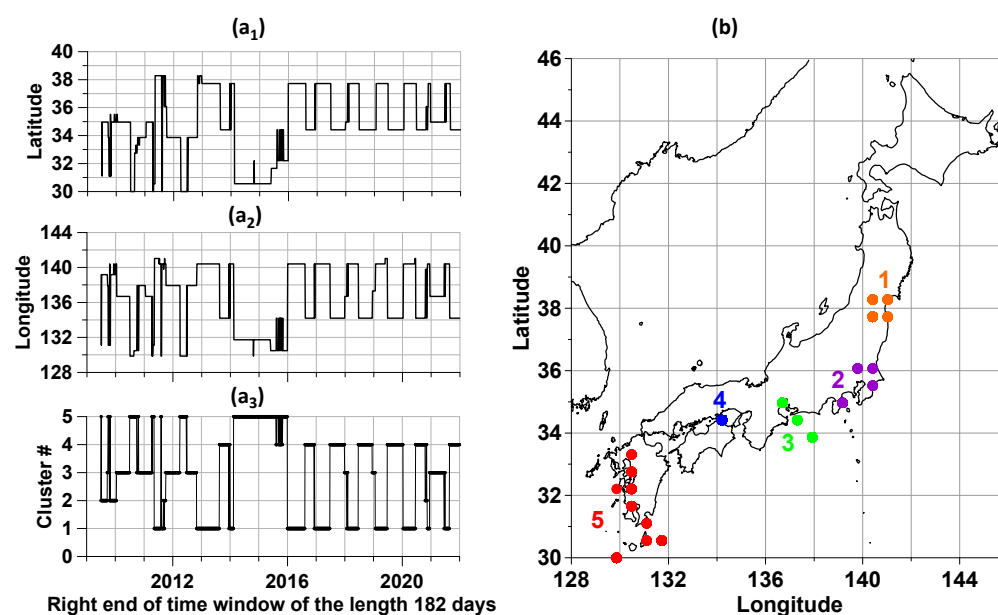 (a1)
40
38
36
34
32
30
Latitude
(a2)
144
140
136
132
128
Longitude
(a3)
5
4
3
2
1
0
Cluster #
2012 2016 2020
Right end of time window of the length 182 days
(b)
46
44
42
40
38
36
34
32
30
Latitude
1
2
4
3
5
128 132 136 140 144
Longitude